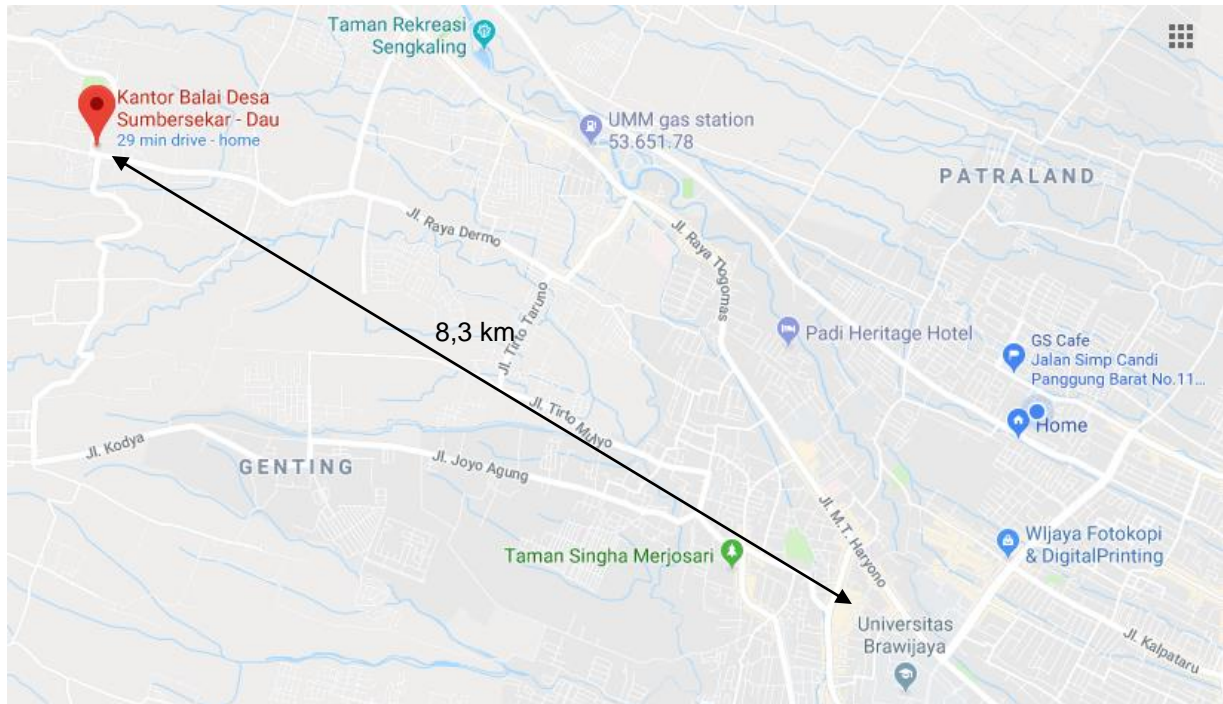 Taman Rekreasi
Sengkaling
Kantor Balai Desa
Sumbersekar - Dau
29 min drive - home
UMM gas station
53.651.78
PATRALAND
Jl. Raya Dermo
Jl. Raya Tlogomas
Jl. Tirto Taruno
8,3 km
Padi Heritage Hotel
GS Cafe
Jalan Simp Candi
Panggung Barat No.11...
Home
Jl. Tirto Mulyo
Jl. Kodya
GENTING
Jl. Joyo Agung
Jl. M.T. Haryono
Taman Singha Merjosari
WIjaya Fotokopi
& DigitalPrinting
Universitas
Brawijaya
Jl. Kalpataru